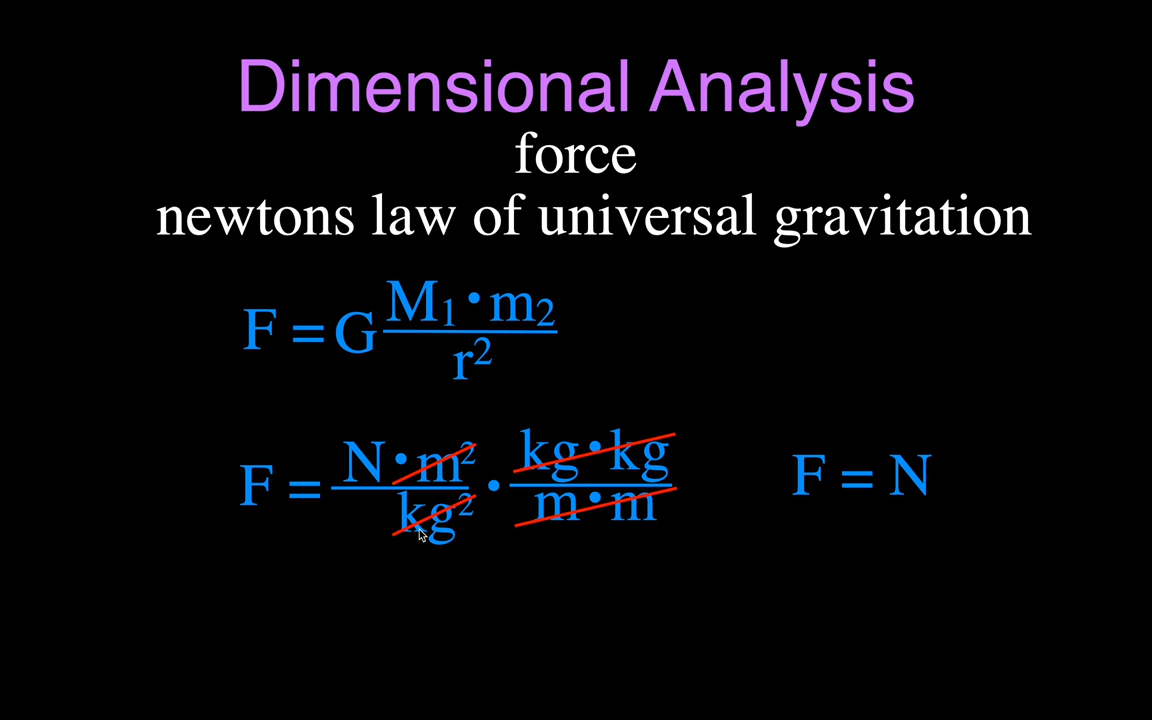 Dimensional Analysis
force
newtons law of universal gravitation
F = G M₁·m₂ / r²
F = N·m² / kg² · kg·kg / m·m F = N